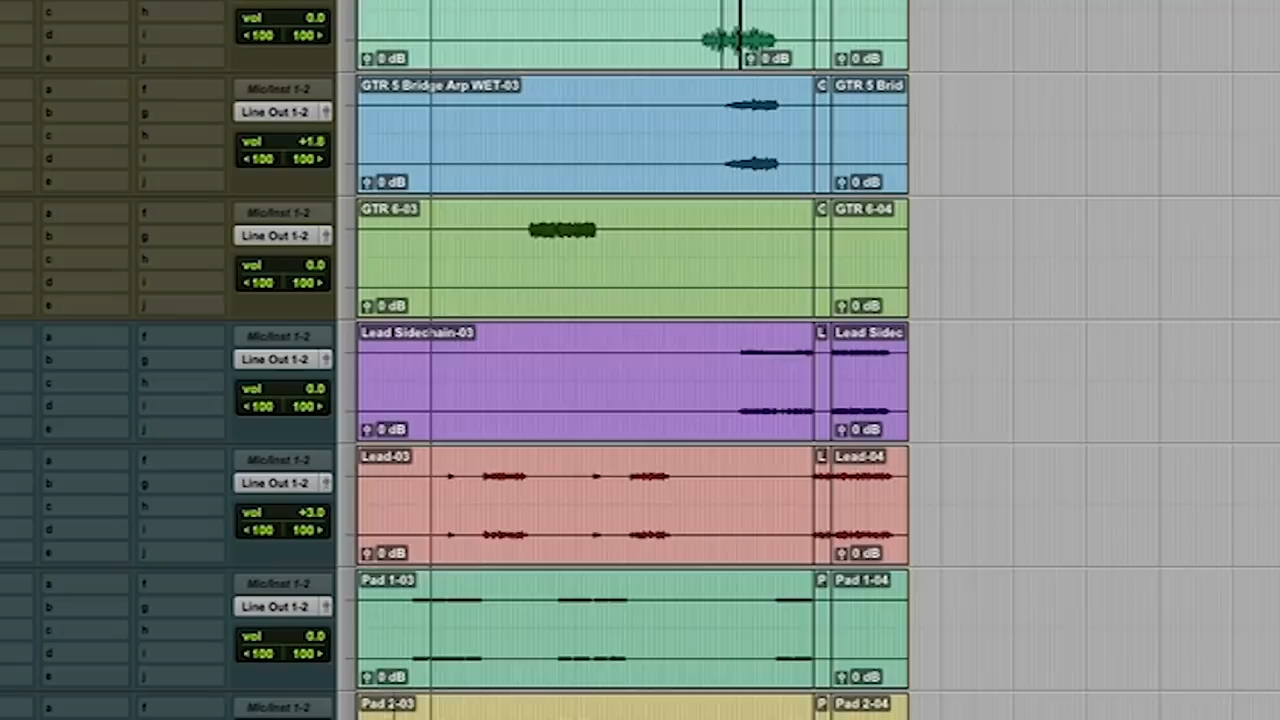 c h vol 0.0
d i ◂100 100▸
e j 0 dB 0 dB 0 dB
a f Mic/Inst 1-2 GTR 5 Bridge Arp WET-03 G GTR 5 Brid
b g Line Out 1-2
c h vol +1.8
d i ◂100 100▸
e j 0 dB 0 dB
a f Mic/Inst 1-2 GTR 6-03 G GTR 6-04
b g Line Out 1-2
c h vol 0.0
d i ◂100 100▸
e j 0 dB 0 dB
a f Mic/Inst 1-2 Lead Sidechain-03 L Lead Sidec
b g Line Out 1-2
c h vol 0.0
d i ◂100 100▸
e j 0 dB 0 dB
a f Mic/Inst 1-2 Lead-03 L Lead-04
b g Line Out 1-2
c h vol +3.0
d i ◂100 100▸
e j 0 dB 0 dB
a f Mic/Inst 1-2 Pad 1-03 P Pad 1-04
b g Line Out 1-2
c h vol 0.0
d i ◂100 100▸
e j 0 dB 0 dB
a f Mic/Inst 1-2 Pad 2-03 P Pad 2-04